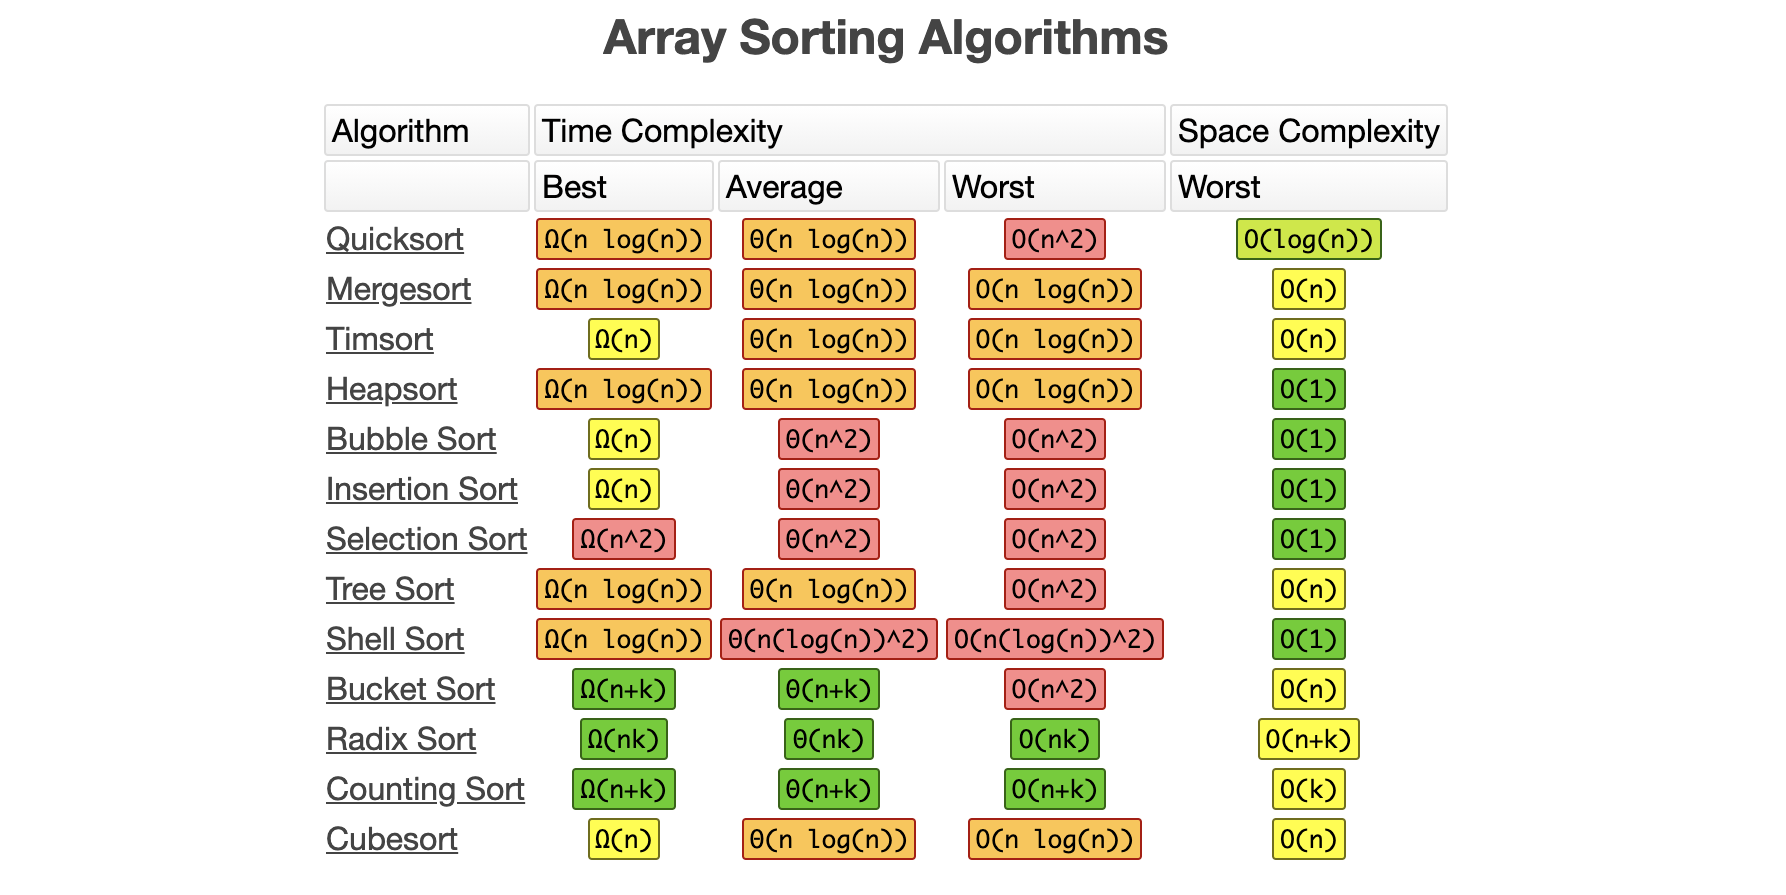 Array Sorting Algorithms
Algorithm Time Complexity Space Complexity
Best Average Worst Worst
Quicksort Ω(n log(n)) Θ(n log(n)) O(n^2) O(log(n))
Mergesort Ω(n log(n)) Θ(n log(n)) O(n log(n)) O(n)
Timsort Ω(n) Θ(n log(n)) O(n log(n)) O(n)
Heapsort Ω(n log(n)) Θ(n log(n)) O(n log(n)) O(1)
Bubble Sort Ω(n) Θ(n^2) O(n^2) O(1)
Insertion Sort Ω(n) Θ(n^2) O(n^2) O(1)
Selection Sort Ω(n^2) Θ(n^2) O(n^2) O(1)
Tree Sort Ω(n log(n)) Θ(n log(n)) O(n^2) O(n)
Shell Sort Ω(n log(n)) Θ(n(log(n))^2) O(n(log(n))^2) O(1)
Bucket Sort Ω(n+k) Θ(n+k) O(n^2) O(n)
Radix Sort Ω(nk) Θ(nk) O(nk) O(n+k)
Counting Sort Ω(n+k) Θ(n+k) O(n+k) O(k)
Cubesort Ω(n) Θ(n log(n)) O(n log(n)) O(n)